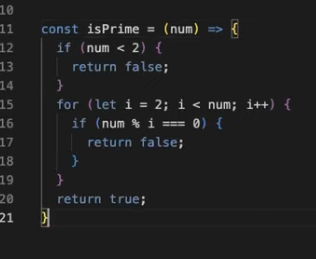 10
11 const isPrime = (num) => {
12   if (num < 2) {
13     return false;
14   }
15   for (let i = 2; i < num; i++) {
16     if (num % i === 0) {
17       return false;
18     }
19   }
20   return true;
21 }